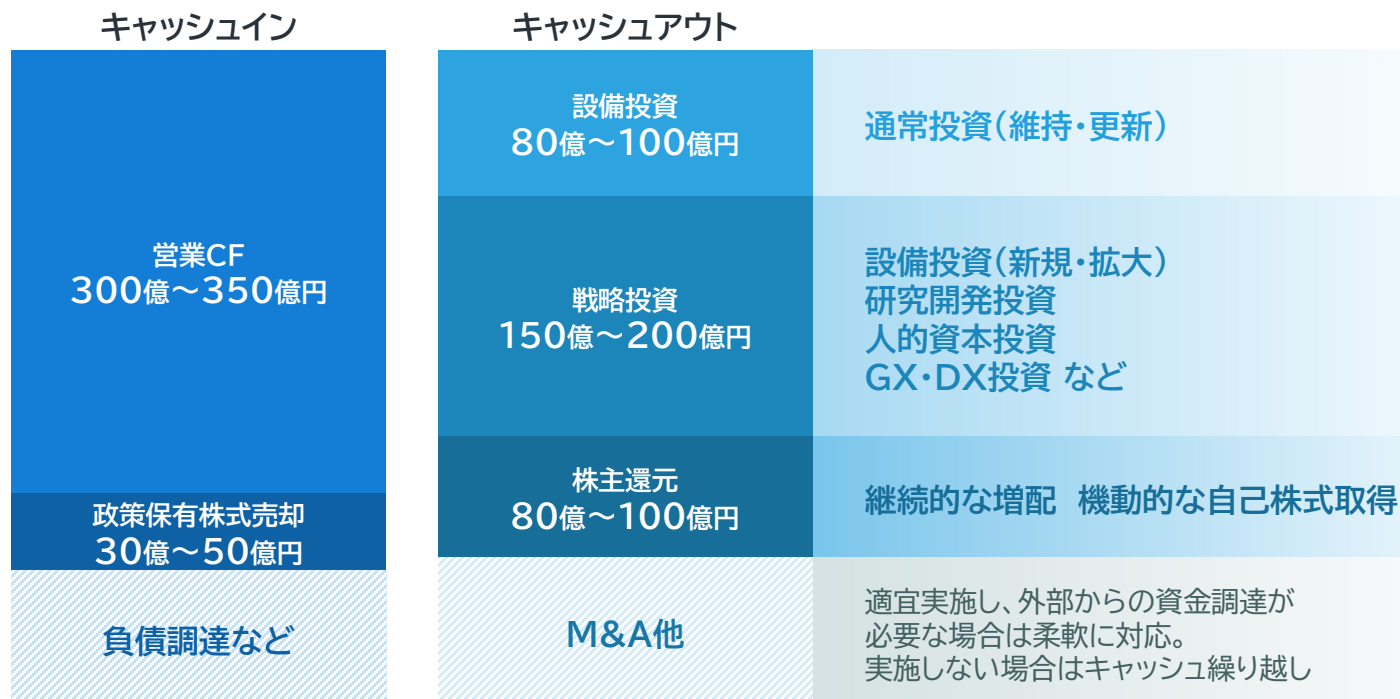 キャッシュイン
営業CF
300億～350億円
政策保有株式売却
30億～50億円
負債調達など
キャッシュアウト
設備投資
80億～100億円
通常投資(維持・更新)
戦略投資
150億～200億円
設備投資(新規・拡大)
研究開発投資
人的資本投資
GX・DX投資 など
株主還元
80億～100億円
継続的な増配 機動的な自己株式取得
M&A他
適宜実施し、外部からの資金調達が
必要な場合は柔軟に対応。
実施しない場合はキャッシュ繰り越し